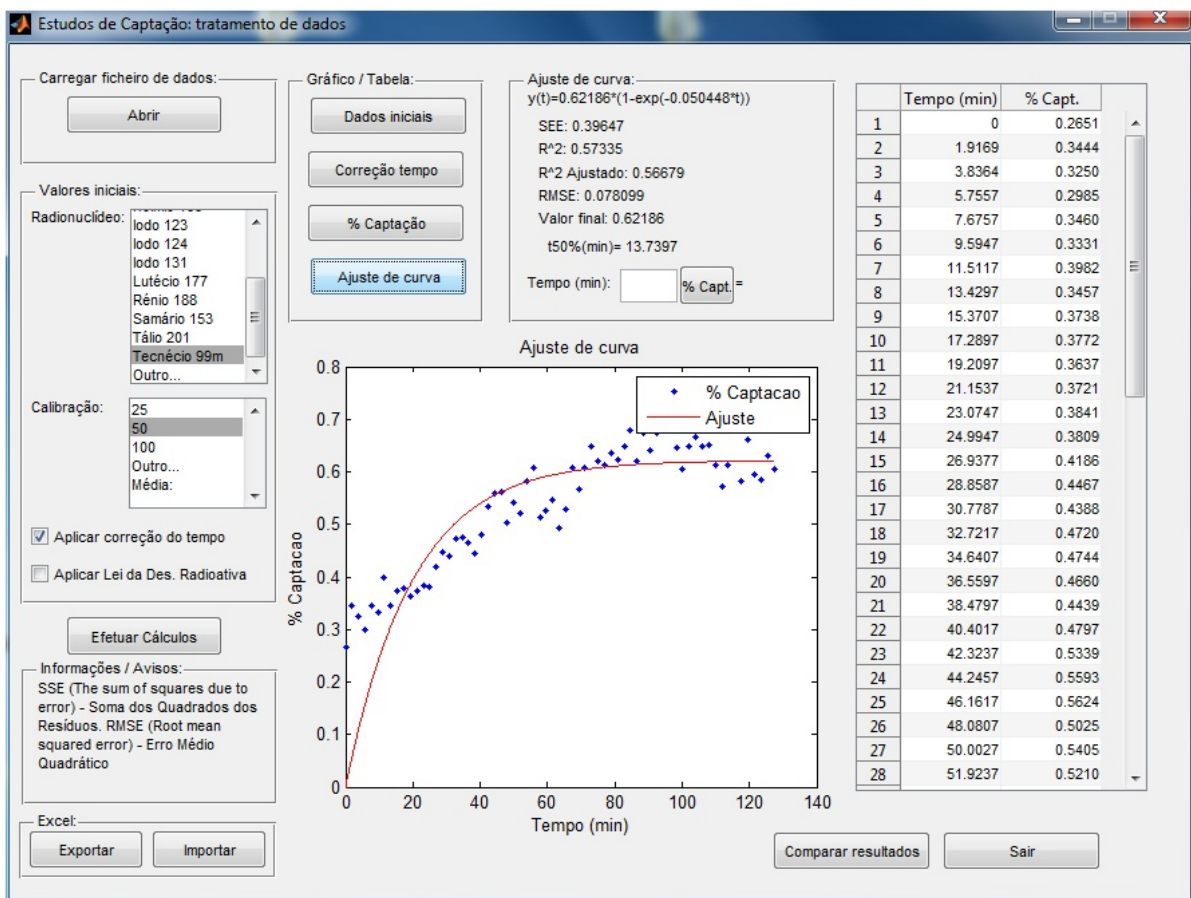 Estudos de Captação: tratamento de dados
Carregar ficheiro de dados:
Abrir
Valores iniciais:
Radionuclídeo:
Iodo 123
Iodo 124
Iodo 131
Lutécio 177
Rénio 188
Samário 153
Tálio 201
Tecnécio 99m
Outro...
Calibração:
25
50
100
Outro...
Média:
Aplicar correção do tempo
Aplicar Lei da Des. Radioativa
Efetuar Cálculos
Informações / Avisos:
SSE (The sum of squares due to
error) - Soma dos Quadrados dos
Resíduos. RMSE (Root mean
squared error) - Erro Médio
Quadrático
Excel:
Exportar
Importar
Gráfico / Tabela:
Dados iniciais
Correção tempo
% Captação
Ajuste de curva
Ajuste de curva:
y(t)=0.62186*(1-exp(-0.050448*t))
SEE: 0.39647
R^2: 0.57335
R^2 Ajustado: 0.56679
RMSE: 0.078099
Valor final: 0.62186
t50%(min)= 13.7397
Tempo (min): % Capt. =
Ajuste de curva
% Captacao
Ajuste
% Captacao
0.8
0.7
0.6
0.5
0.4
0.3
0.2
0.1
0
0 20 40 60 80 100 120 140
Tempo (min)
Tempo (min) % Capt.
1 0 0.2651
2 1.9169 0.3444
3 3.8364 0.3250
4 5.7557 0.2985
5 7.6757 0.3460
6 9.5947 0.3331
7 11.5117 0.3982
8 13.4297 0.3457
9 15.3707 0.3738
10 17.2897 0.3772
11 19.2097 0.3637
12 21.1537 0.3721
13 23.0747 0.3841
14 24.9947 0.3809
15 26.9377 0.4186
16 28.8587 0.4467
17 30.7787 0.4388
18 32.7217 0.4720
19 34.6407 0.4744
20 36.5597 0.4660
21 38.4797 0.4439
22 40.4017 0.4797
23 42.3237 0.5339
24 44.2457 0.5593
25 46.1617 0.5624
26 48.0807 0.5025
27 50.0027 0.5405
28 51.9237 0.5210
Comparar resultados
Sair